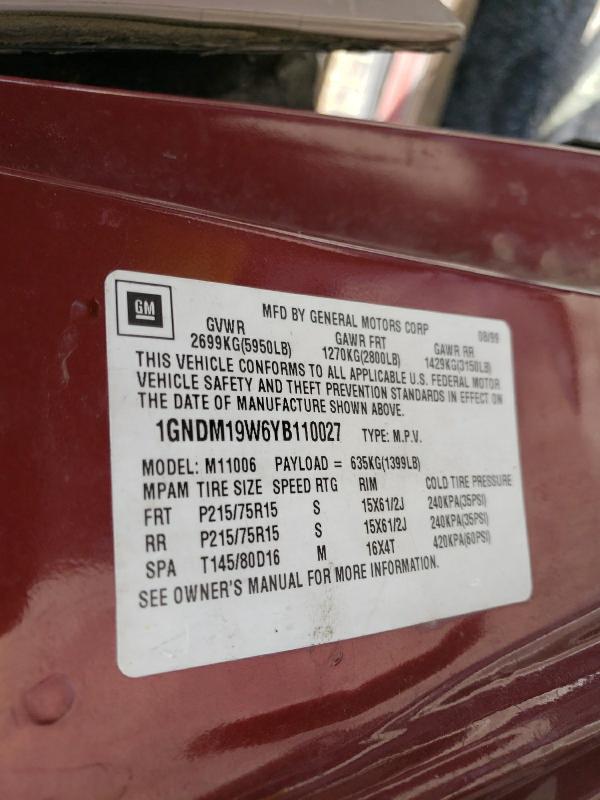 GM
MFD BY GENERAL MOTORS CORP 08/99
GVWR GAWR FRT GAWR RR
2699KG(5950LB) 1270KG(2800LB) 1429KG(3150LB)
THIS VEHICLE CONFORMS TO ALL APPLICABLE U.S. FEDERAL MOTOR
VEHICLE SAFETY AND THEFT PREVENTION STANDARDS IN EFFECT ON
THE DATE OF MANUFACTURE SHOWN ABOVE.
1GNDM19W6YB110027 TYPE: M.P.V.
MODEL: M11006 PAYLOAD = 635KG(1399LB)
MPAM TIRE SIZE SPEED RTG RIM COLD TIRE PRESSURE
FRT P215/75R15 S 15X61/2J 240KPA(35PSI)
RR P215/75R15 S 15X61/2J 240KPA(35PSI)
SPA T145/80D16 M 16X4T 420KPA(60PSI)
SEE OWNER'S MANUAL FOR MORE INFORMATION.